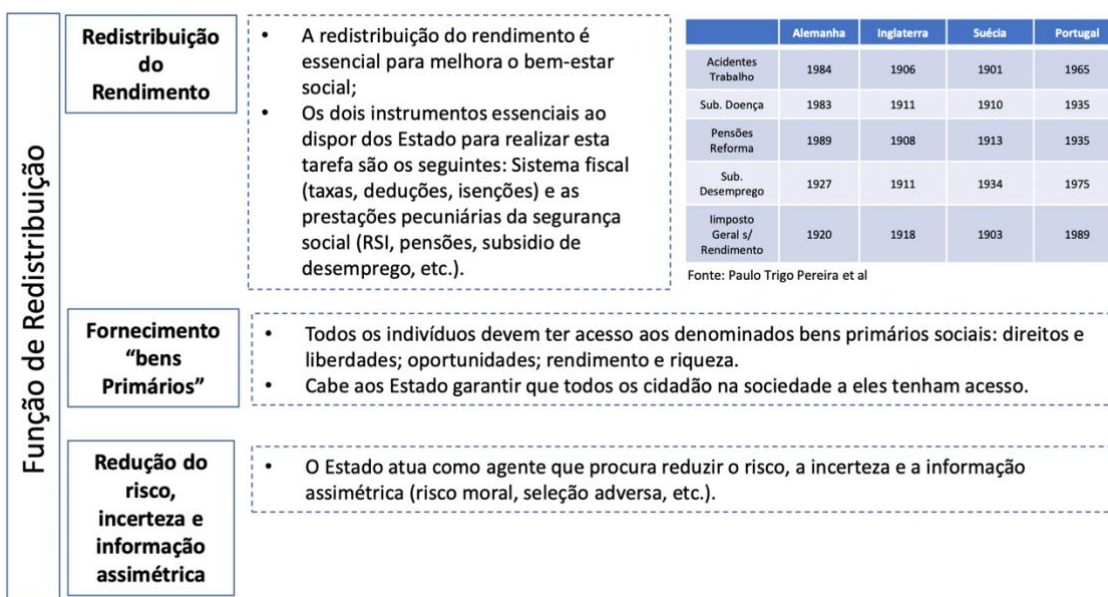 Função de Redistribuição
Redistribuição
do
Rendimento
• A redistribuição do rendimento é
essencial para melhora o bem-estar
social;
• Os dois instrumentos essenciais ao
dispor dos Estado para realizar esta
tarefa são os seguintes: Sistema fiscal
(taxas, deduções, isenções) e as
prestações pecuniárias da segurança
social (RSI, pensões, subsidio de
desemprego, etc.).
Alemanha Inglaterra Suécia Portugal
Acidentes
Trabalho 1984 1906 1901 1965
Sub. Doença 1983 1911 1910 1935
Pensões
Reforma 1989 1908 1913 1935
Sub.
Desemprego 1927 1911 1934 1975
Iimposto
Geral s/
Rendimento 1920 1918 1903 1989
Fonte: Paulo Trigo Pereira et al
Fornecimento
“bens
Primários”
• Todos os indivíduos devem ter acesso aos denominados bens primários sociais: direitos e
liberdades; oportunidades; rendimento e riqueza.
• Cabe aos Estado garantir que todos os cidadão na sociedade a eles tenham acesso.
Redução do
risco,
incerteza e
informação
assimétrica
• O Estado atua como agente que procura reduzir o risco, a incerteza e a informação
assimétrica (risco moral, seleção adversa, etc.).